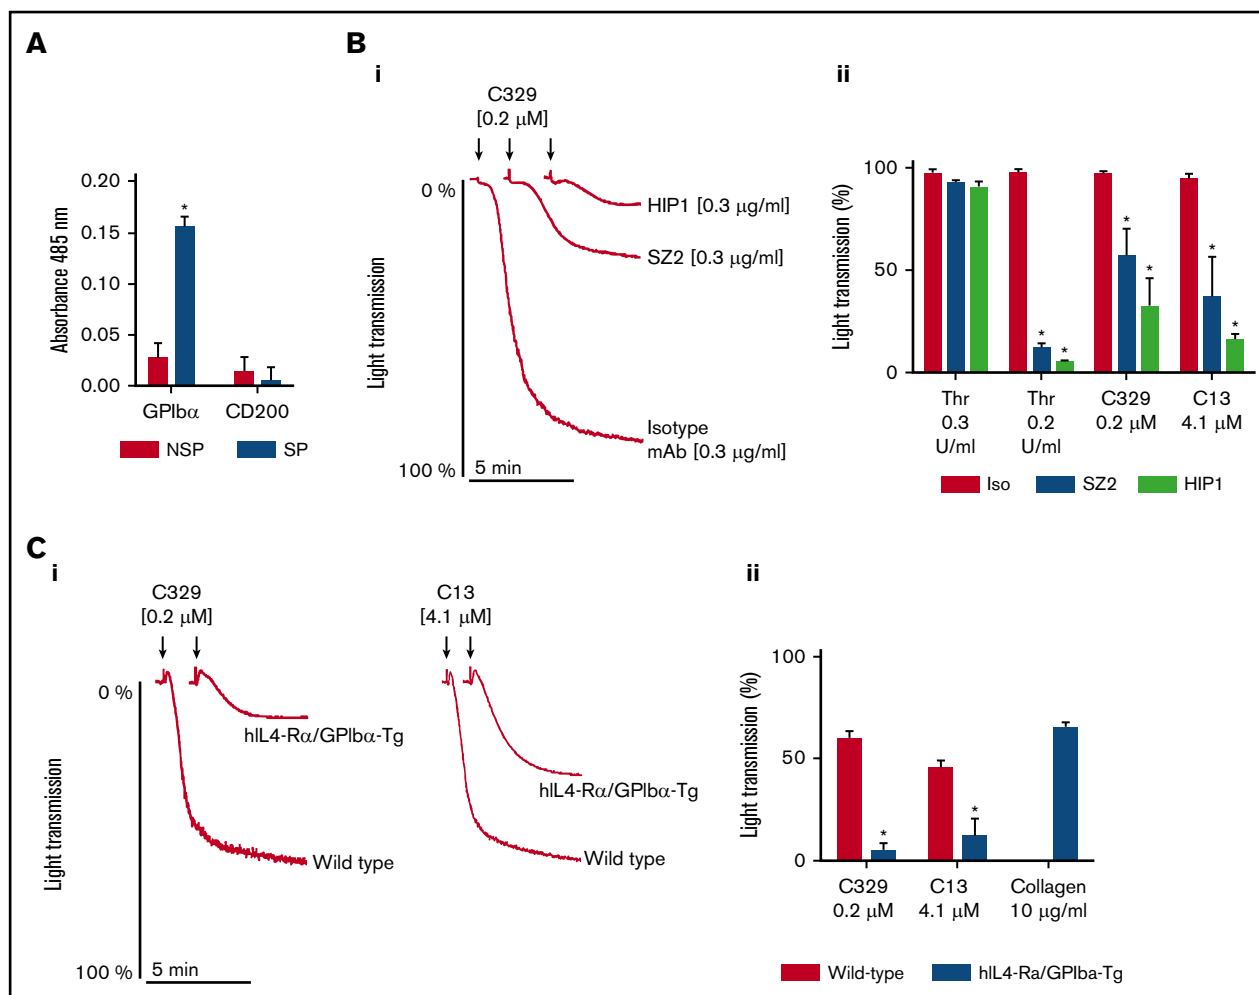 A
Absorbance 485 nm
0.20
0.15
0.10
0.05
0.00
*
GPIbα
CD200
NSP
SP
B
i
C329
[0.2 μM]
0 %
Light transmission
100 %
5 min
HIP1 [0.3 μg/ml]
SZ2 [0.3 μg/ml]
Isotype
mAb [0.3 μg/ml]
ii
Light transmission (%)
100
50
0
*
*
*
*
*
*
Thr
0.3
U/ml
Thr
0.2
U/ml
C329
0.2 μM
C13
4.1 μM
Iso
SZ2
HIP1
C
i
C329
[0.2 μM]
0 %
Light transmission
100 %
5 min
hIL4-Rα/GPIbα-Tg
Wild type
C13
[4.1 μM]
hIL4-Rα/GPIbα-Tg
Wild type
ii
Light transmission (%)
100
50
0
*
*
C329
0.2 μM
C13
4.1 μM
Collagen
10 μg/ml
Wild-type
hIL4-Ra/GPIba-Tg